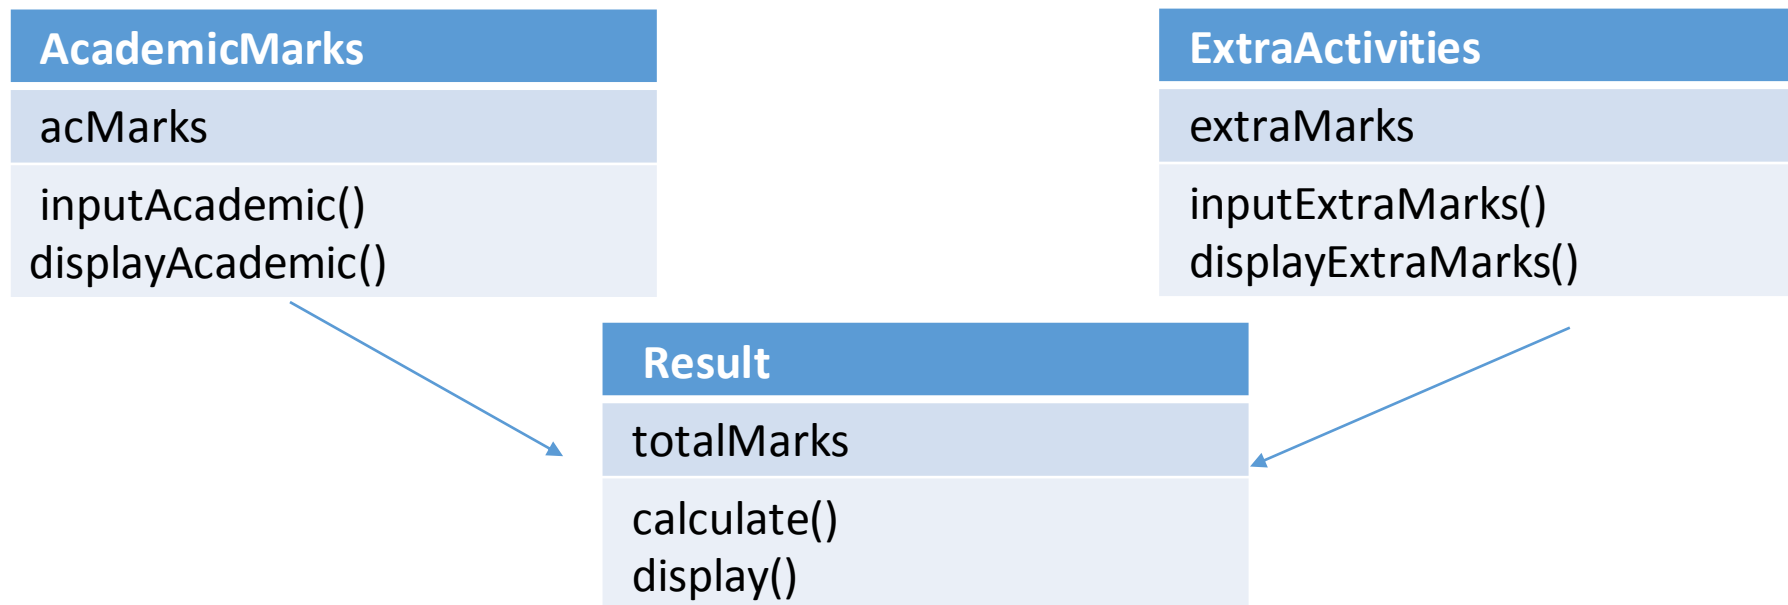 AcademicMarks
acMarks
inputAcademic()
displayAcademic()
ExtraActivities
extraMarks
inputExtraMarks()
displayExtraMarks()
Result
totalMarks
calculate()
display()